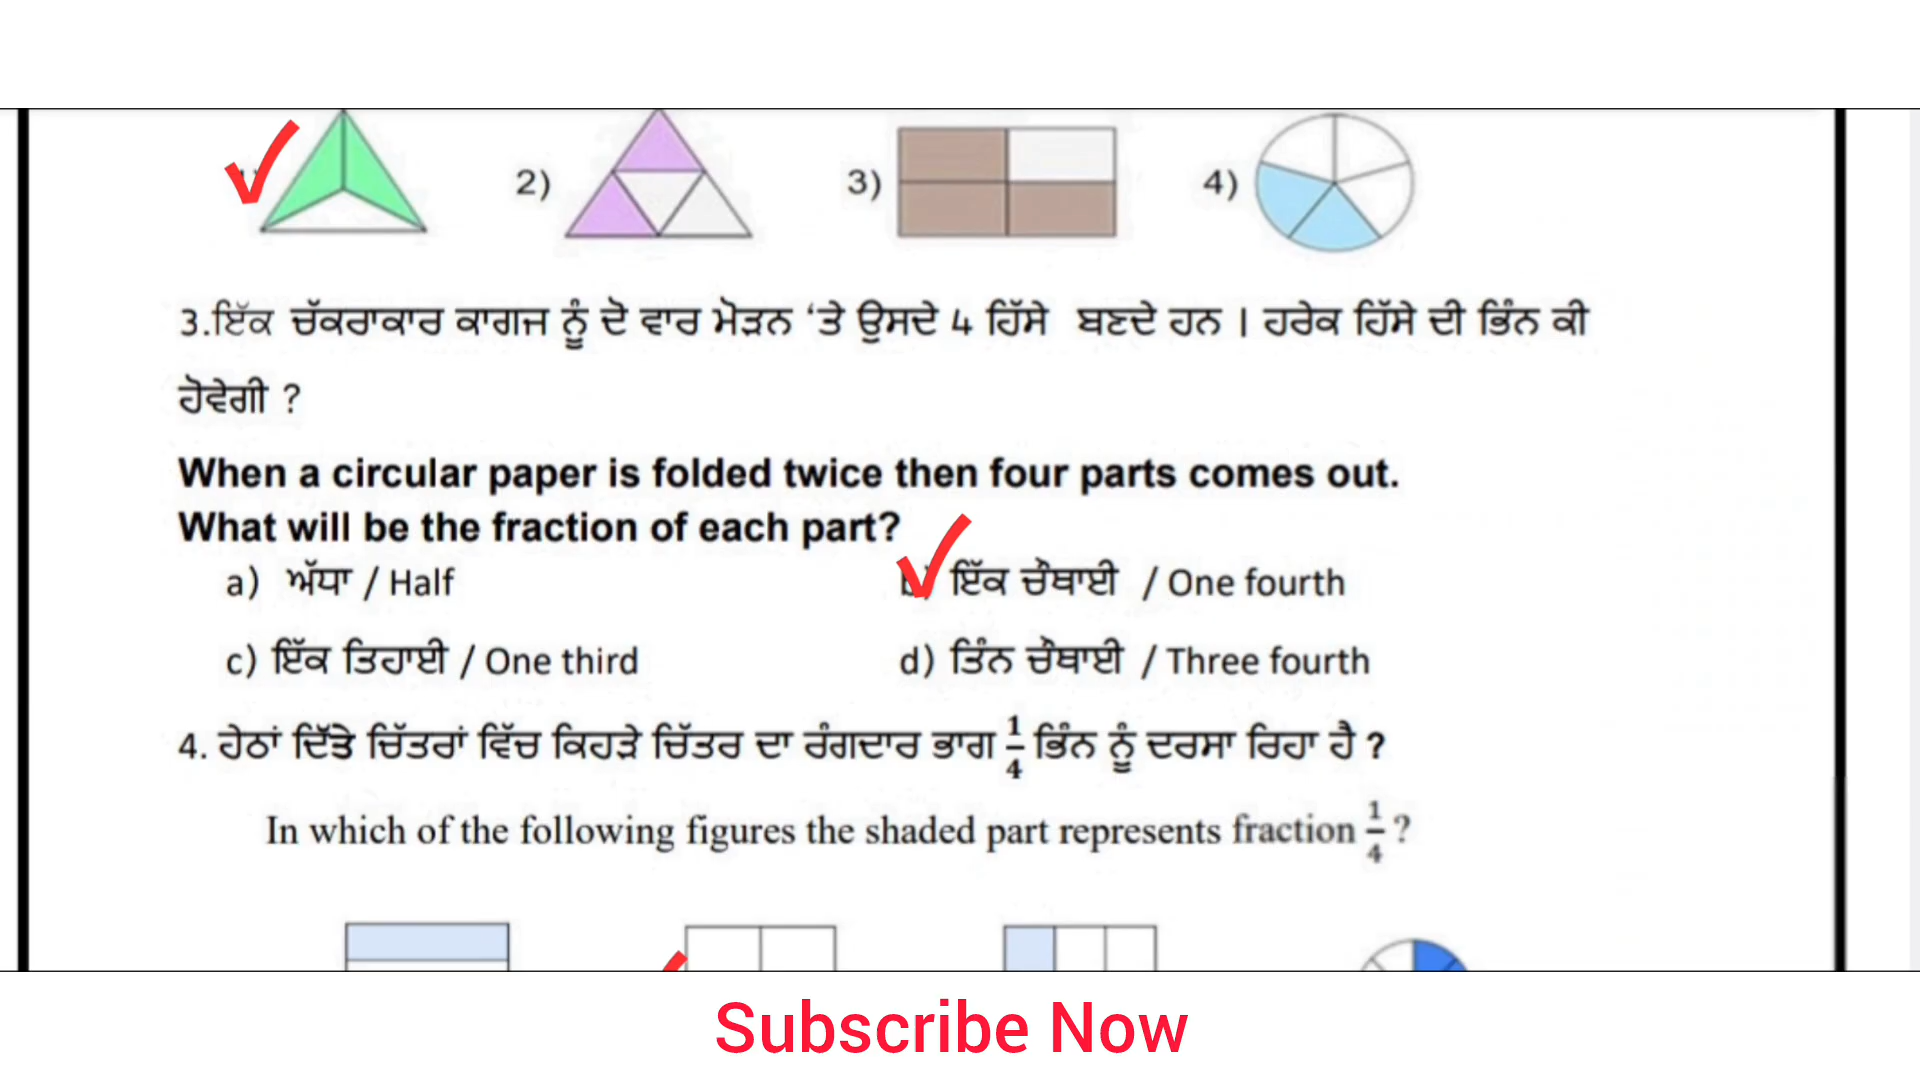 2)
3)
4)
3.ਇੱਕ ਚੱਕਰਾਕਾਰ ਕਾਗਜ ਨੂੰ ਦੋ ਵਾਰ ਮੋੜਨ ‘ਤੇ ਉਸਦੇ 4 ਹਿੱਸੇ ਬਣਦੇ ਹਨ । ਹਰੇਕ ਹਿੱਸੇ ਦੀ ਭਿੰਨ ਕੀ
ਹੋਵੇਗੀ ?
When a circular paper is folded twice then four parts comes out.
What will be the fraction of each part?
a) ਅੱਧਾ / Half
ਇੱਕ ਚੌਥਾਈ / One fourth
c) ਇੱਕ ਤਿਹਾਈ / One third
d) ਤਿੰਨ ਚੌਥਾਈ / Three fourth
4. ਹੇਠਾਂ ਦਿੱਤੇ ਚਿੱਤਰਾਂ ਵਿੱਚ ਕਿਹੜੇ ਚਿੱਤਰ ਦਾ ਰੰਗਦਾਰ ਭਾਗ 1/4 ਭਿੰਨ ਨੂੰ ਦਰਸਾ ਰਿਹਾ ਹੈ ?
In which of the following figures the shaded part represents fraction 1/4 ?
Subscribe Now